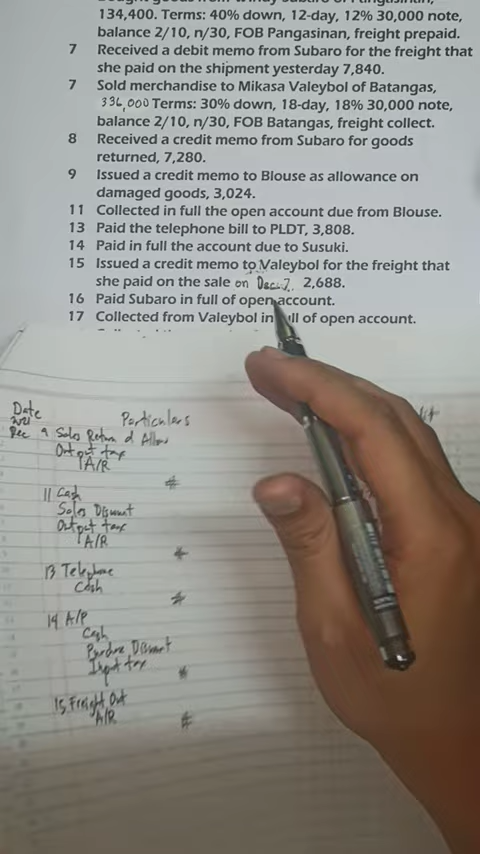 134,400. Terms: 40% down, 12-day, 12% 30,000 note,
balance 2/10, n/30, FOB Pangasinan, freight prepaid.
7 Received a debit memo from Subaro for the freight that
she paid on the shipment yesterday 7,840.
7 Sold merchandise to Mikasa Valeybol of Batangas,
336,000 Terms: 30% down, 18-day, 18% 30,000 note,
balance 2/10, n/30, FOB Batangas, freight collect.
8 Received a credit memo from Subaro for goods
returned, 7,280.
9 Issued a credit memo to Blouse as allowance on
damaged goods, 3,024.
11 Collected in full the open account due from Blouse.
13 Paid the telephone bill to PLDT, 3,808.
14 Paid in full the account due to Susuki.
15 Issued a credit memo to Valeybol for the freight that
she paid on the sale on Dec. 7. 2,688.
16 Paid Subaro in full of open account.
17 Collected from Valeybol in full of open account.
Date Particulars
2021
Dec 9 Sales Return & Allow
Output tax
A/R
#
11 Cash
Sales Discount
Output tax
A/R
#
13 Telephone
Cash
#
14 A/P
Cash
Purchase Discount
Input tax
#
15 Freight Out
A/R
#